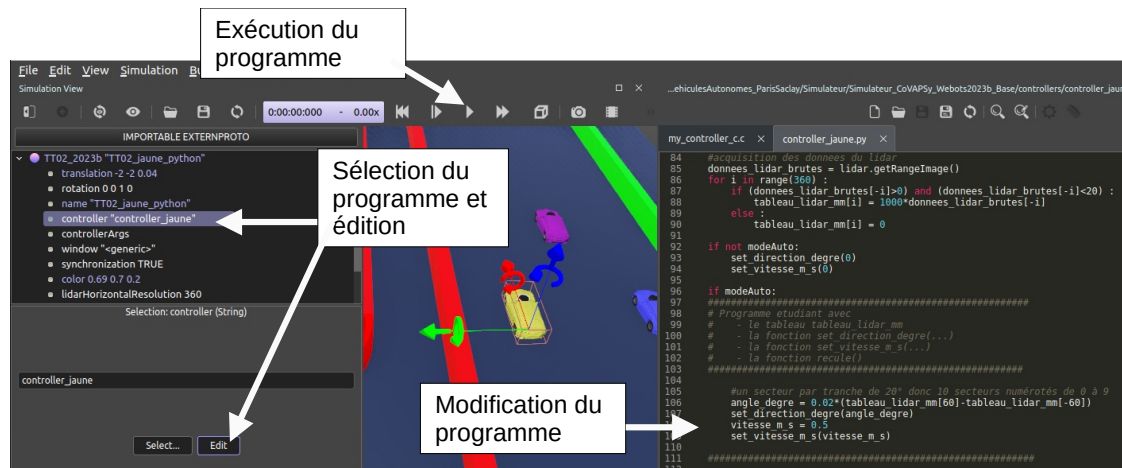 Exécution du
programme
File Edit View Simulation
Simulation View
...ehiculesAutonomes_ParisSaclay/Simulateur/Simulateur_CoVAPSy_Webots2023b_Base/controllers/controller_jaun
0:00:00:000 - 0.00x
IMPORTABLE EXTERNPROTO
TT02_2023b "TT02_jaune_python"
translation -2 -2 0.04
rotation 0 0 1 0
name "TT02_jaune_python"
controller "controller_jaune"
controllerArgs
window "<generic>"
synchronization TRUE
color 0.69 0.7 0.2
lidarHorizontalResolution 360
Selection: controller (String)
controller_jaune
Select... Edit
Sélection du
programme et
édition
Modification du
programme
my_controller_c.c × controller_jaune.py ×
84 #acquisition des donnees du lidar
85 donnees_lidar_brutes = lidar.getRangeImage()
86 for i in range(360) :
87 if (donnees_lidar_brutes[-i]>0) and (donnees_lidar_brutes[-i]<20) :
88 tableau_lidar_mm[i] = 1000*donnees_lidar_brutes[-i]
89 else :
90 tableau_lidar_mm[i] = 0
91
92 if not modeAuto:
93 set_direction_degre(0)
94 set_vitesse_m_s(0)
95
96 if modeAuto:
97 ########################################################
98 # Programme etudiant avec
99 # - le tableau tableau_lidar_mm
100 # - la fonction set_direction_degre(...)
101 # - la fonction set_vitesse_m_s(...)
102 # - la fonction recule()
103 #######################################################
104
105 #un secteur par tranche de 20° donc 10 secteurs numérotés de 0 à 9
106 angle_degre = 0.02*(tableau_lidar_mm[60]-tableau_lidar_mm[-60])
107 set_direction_degre(angle_degre)
vitesse_m_s = 0.5
set_vitesse_m_s(vitesse_m_s)
110
111 #########################################################